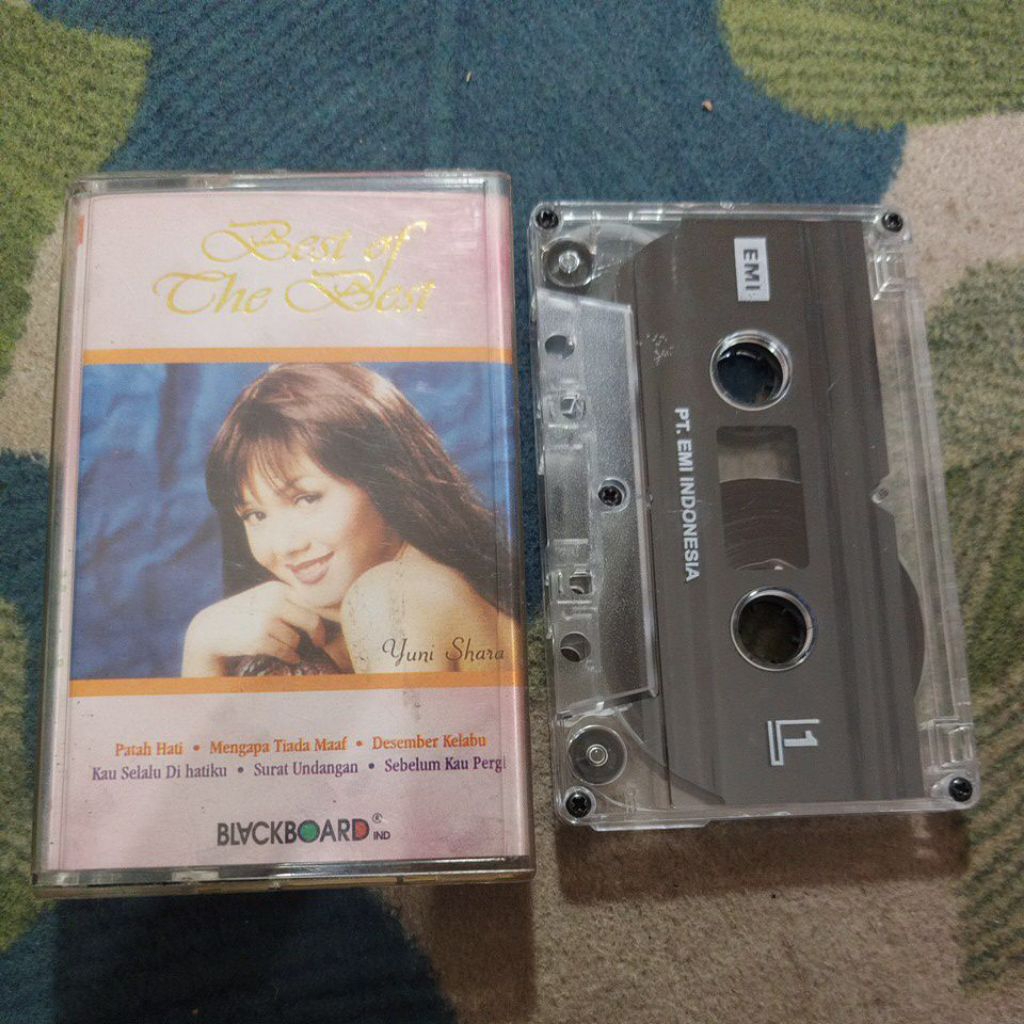 Best of
The Best
Yuni Shara
Patah Hati • Mengapa Tiada Maaf • Desember Kelabu
Kau Selalu Di hatiku • Surat Undangan • Sebelum Kau Pergi
BLACKBOARD ® IND
EMI
PT. EMI INDONESIA
1